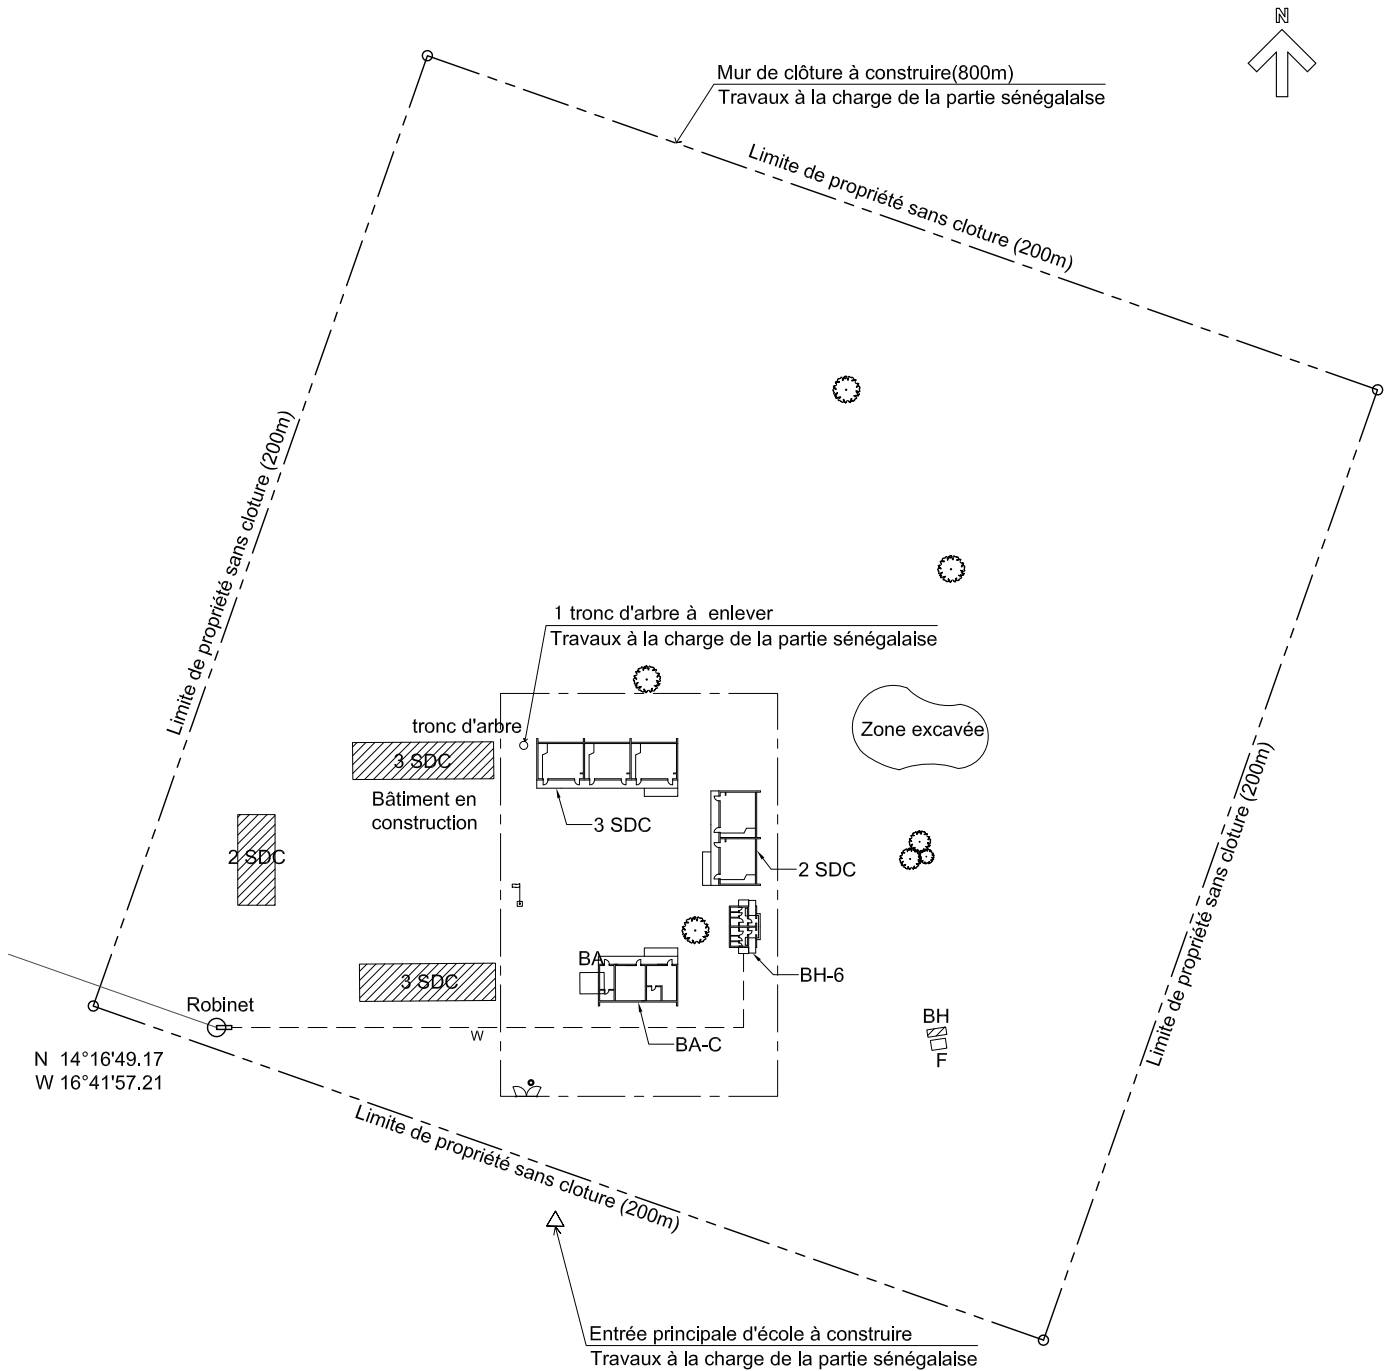 N
Mur de clôture à construire(800m)
Travaux à la charge de la partie sénégalalse
Limite de propriété sans cloture (200m)
Limite de propriété sans cloture (200m)
1 tronc d'arbre à enlever
Travaux à la charge de la partie sénégalaise
tronc d'arbre
Zone excavée
3 SDC
Bâtiment en
construction
3 SDC
2 SDC
2 SDC
Limite de propriété sans cloture (200m)
BA
BH-6
3 SDC
Robinet
W
BA-C
BH
F
N 14°16'49.17
W 16°41'57.21
Limite de propriété sans cloture (200m)
Entrée principale d'école à construire
Travaux à la charge de la partie sénégalaise